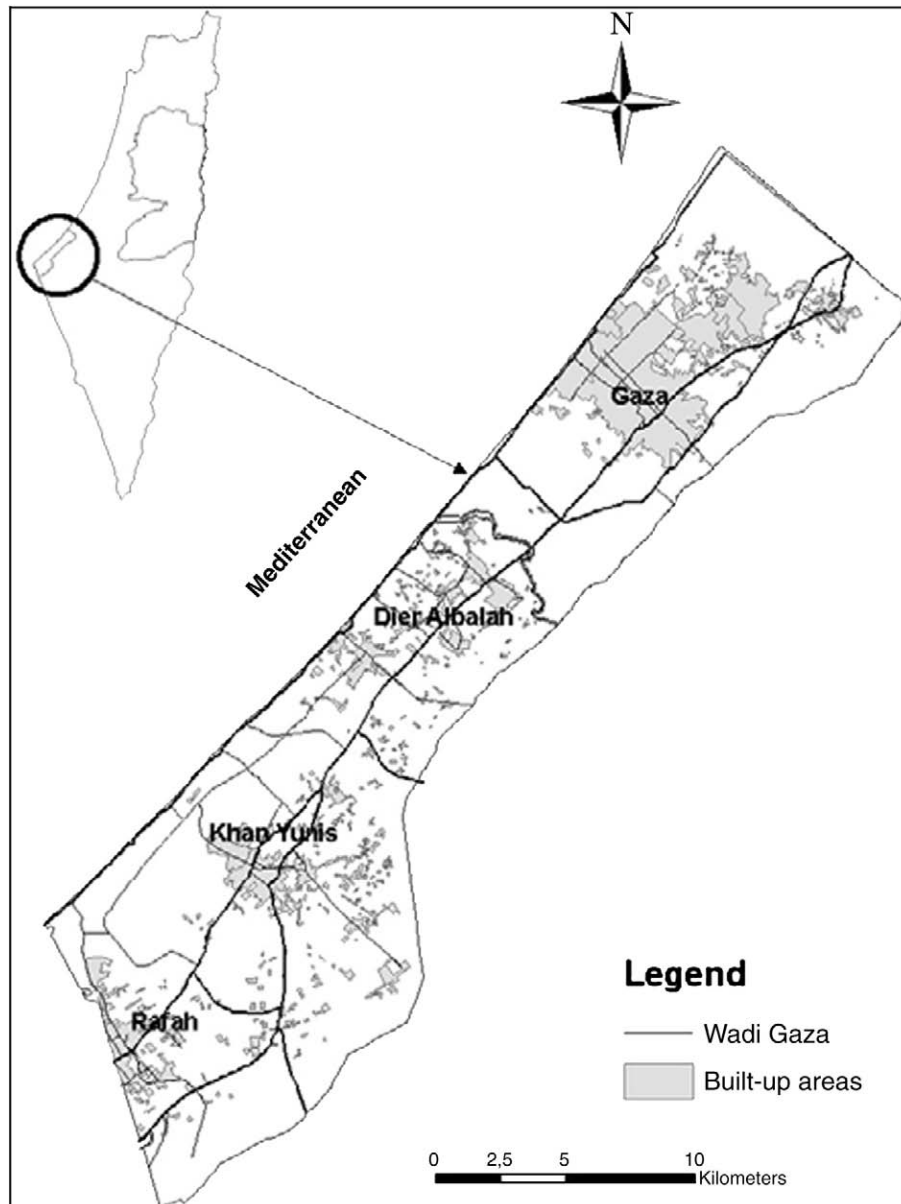 N
Gaza
Mediterranean
Dier Albalah
Khan Yunis
Rafah
Legend
Wadi Gaza
Built-up areas
0 2,5 5 10
Kilometers